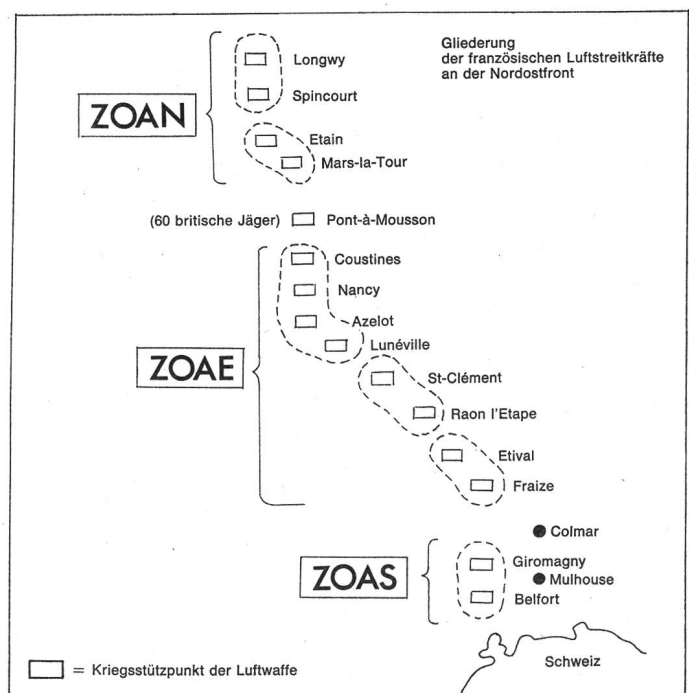 Gliederung
der französischen Luftstreitkräfte
an der Nordostfront
Longwy
Spincourt
ZOAN
Etain
Mars-la-Tour
(60 britische Jäger) Pont-à-Mousson
Coustines
Nancy
Azelot
Lunéville
ZOAE
St-Clément
Raon l'Etape
Etival
Fraize
Colmar
Giromagny
ZOAS
Mulhouse
Belfort
Schweiz
= Kriegsstützpunkt der Luftwaffe